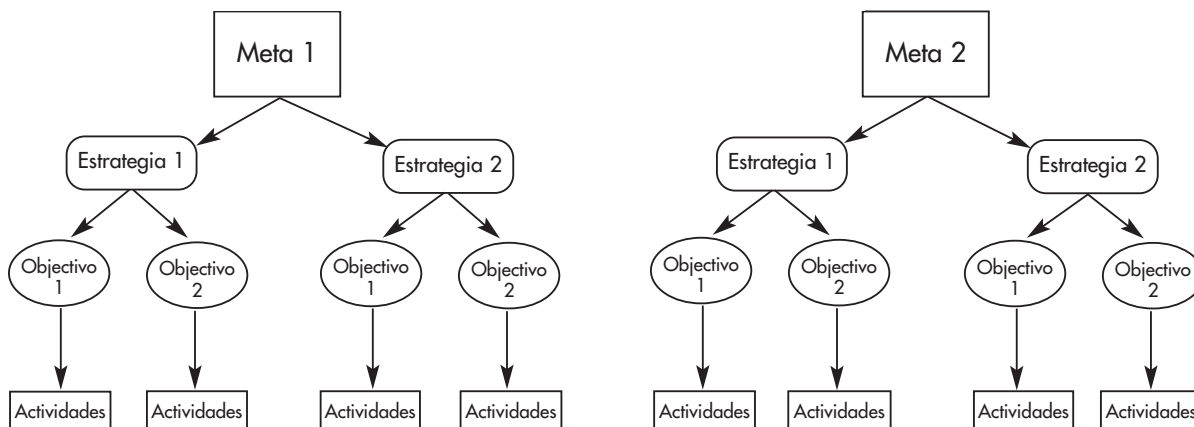 Meta 1
Meta 2
Estrategia 1
Estrategia 2
Estrategia 1
Estrategia 2
Objectivo
1
Objectivo
2
Objectivo
1
Objectivo
2
Objectivo
1
Objectivo
2
Objectivo
1
Objectivo
2
Actividades
Actividades
Actividades
Actividades
Actividades
Actividades
Actividades
Actividades